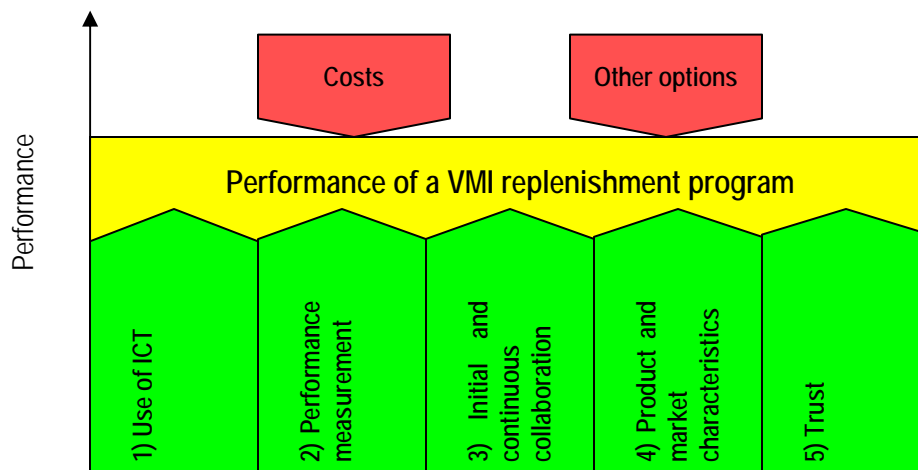 Costs
Other options
Performance
Performance of a VMI replenishment program
1) Use of ICT
2) Performance
measurement
3) Initial and
continuous
collaboration
4) Product and
market
characteristics
5) Trust